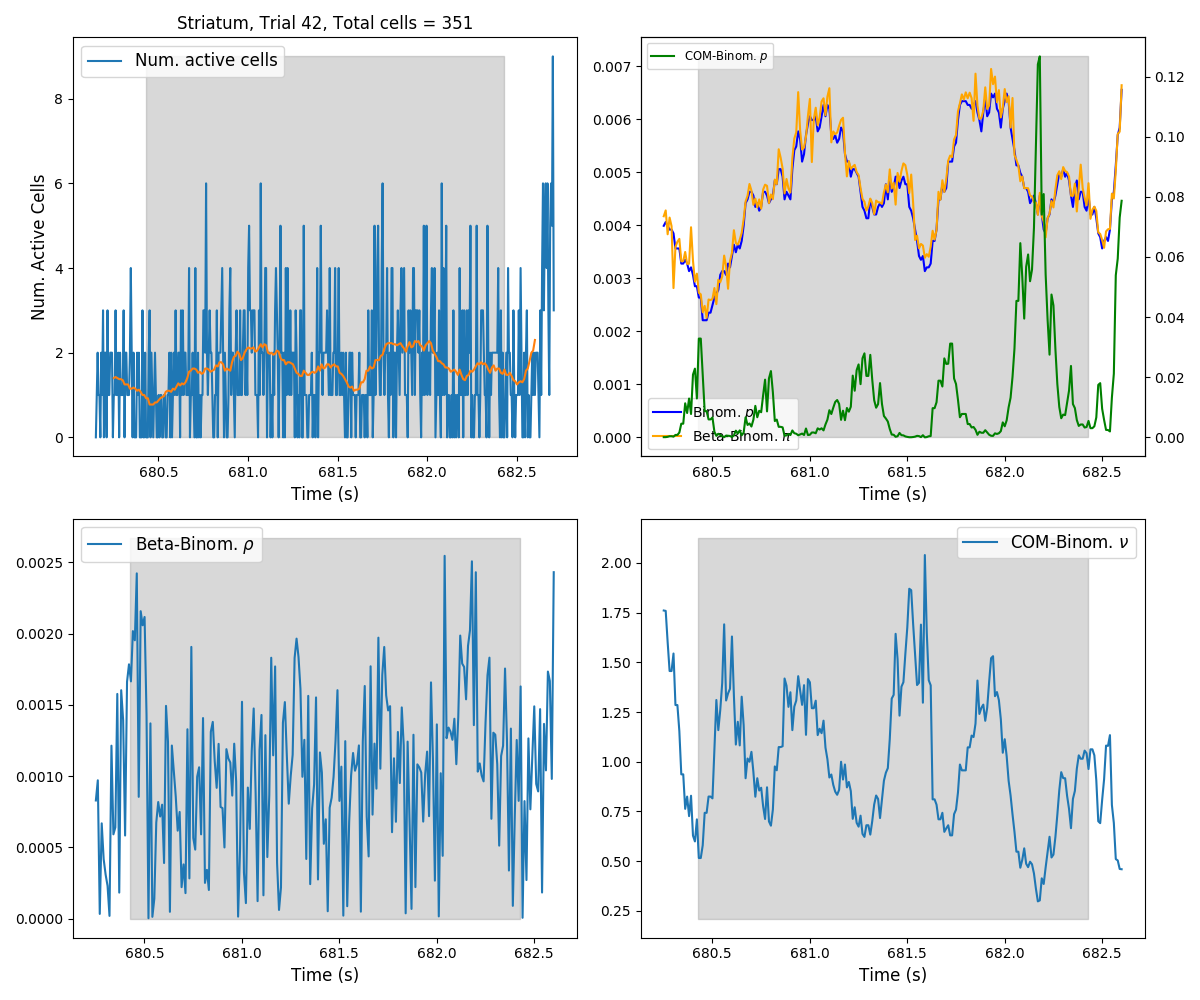 Striatum, Trial 42, Total cells = 351
Num. active cells
Num. Active Cells
8
6
4
2
0
680.5 681.0 681.5 682.0 682.5
Time (s)
COM-Binom. p
0.007
0.006
0.005
0.004
0.003
0.002
0.001
0.000
0.12
0.10
0.08
0.06
0.04
0.02
0.00
Binom. p
Beta-Binom. π
680.5 681.0 681.5 682.0 682.5
Time (s)
Beta-Binom. ρ
0.0025
0.0020
0.0015
0.0010
0.0005
0.0000
680.5 681.0 681.5 682.0 682.5
Time (s)
COM-Binom. ν
2.00
1.75
1.50
1.25
1.00
0.75
0.50
0.25
680.5 681.0 681.5 682.0 682.5
Time (s)